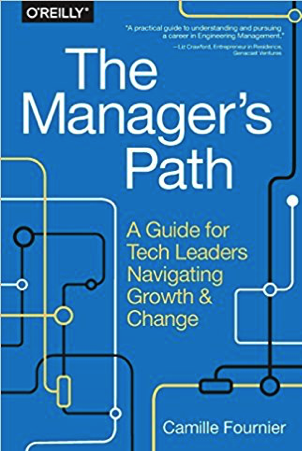 O'REILLY®
"A practical guide to understanding and pursuing
a career in Engineering Management."
—Liz Crawford, Entrepreneur in Residence,
Genacast Ventures
The
Manager's
Path
A Guide for
Tech Leaders
Navigating
Growth &
Change
Camille Fournier